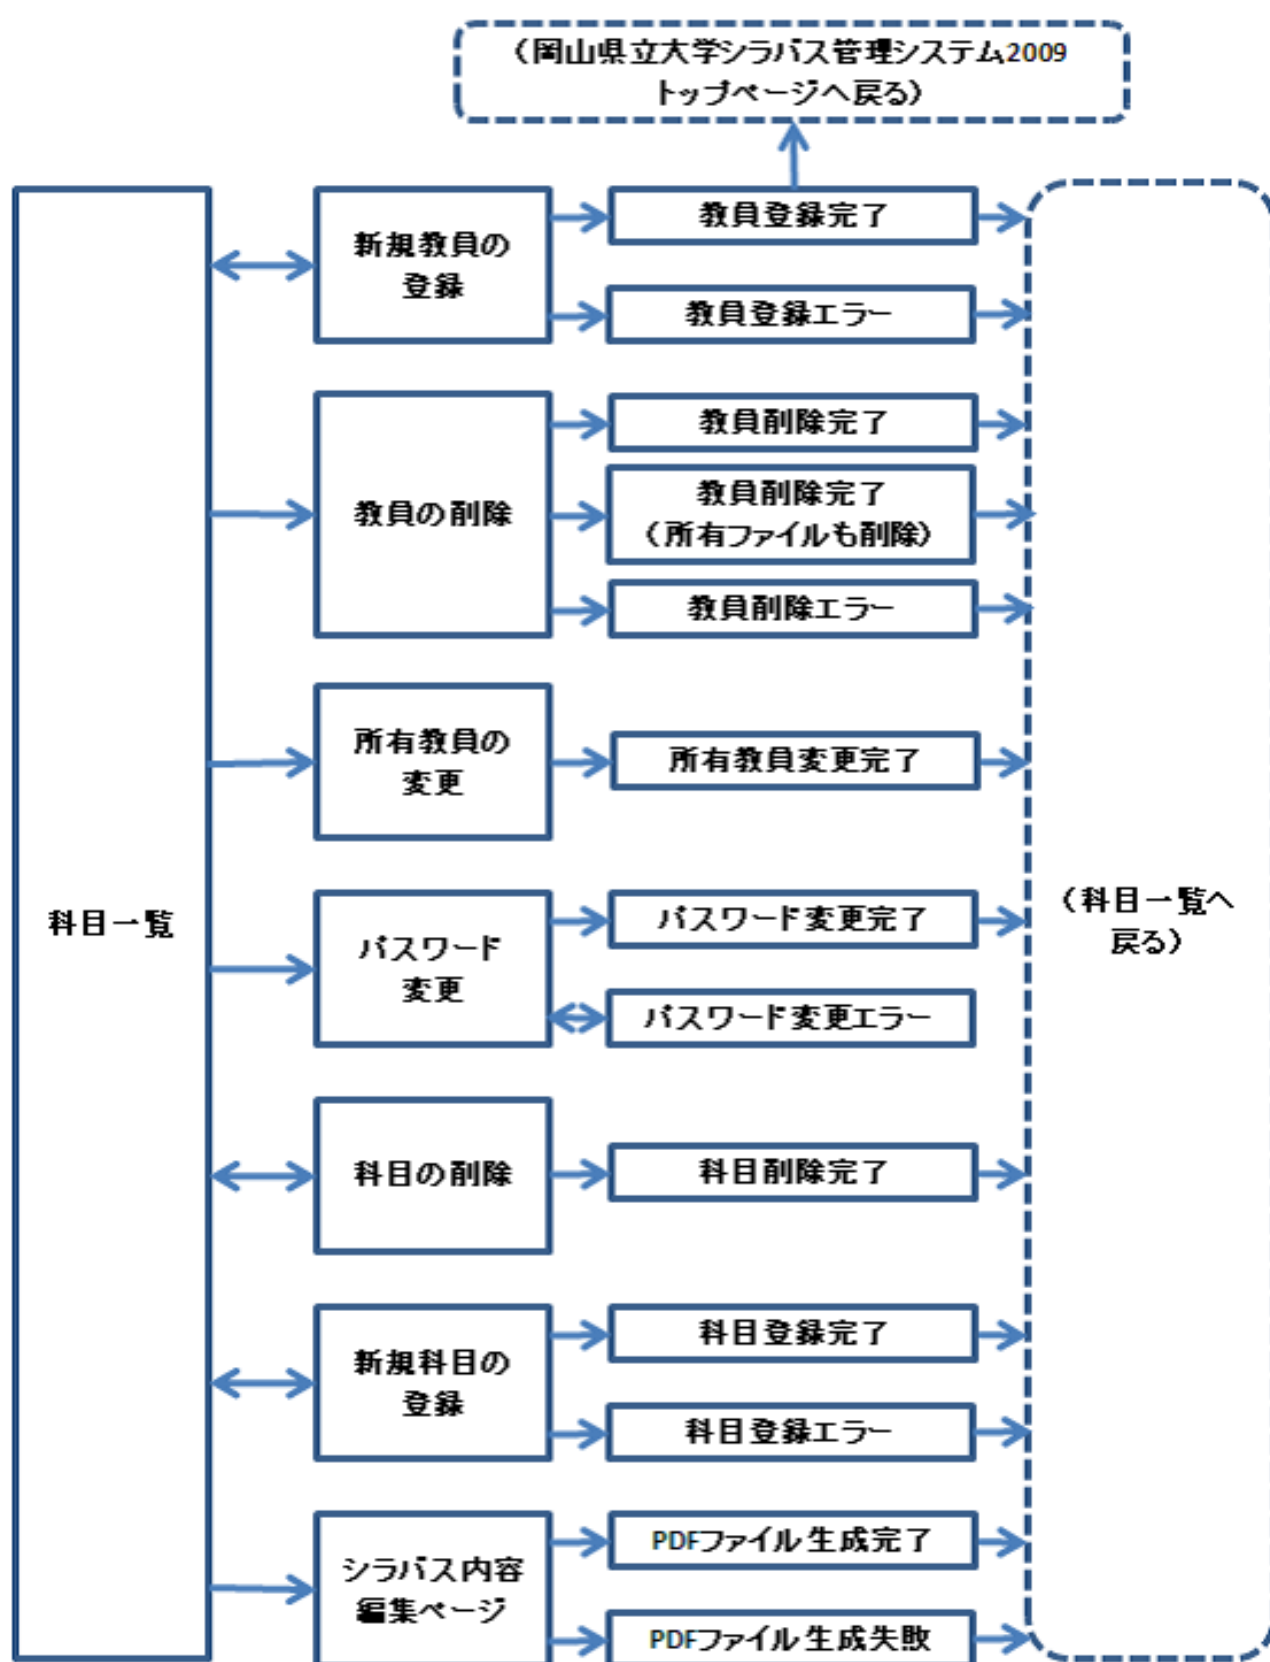 （岡山県立大学シラバス管理システム2009
トップページへ戻る）
科目一覧
新規教員の
登録
教員登録完了
教員登録エラー
教員の削除
教員削除完了
教員削除完了
（所有ファイルも削除）
教員削除エラー
所有教員の
変更
所有教員変更完了
パスワード
変更
パスワード変更完了
パスワード変更エラー
科目の削除
科目削除完了
新規科目の
登録
科目登録完了
科目登録エラー
シラバス内容
編集ページ
PDFファイル生成完了
PDFファイル生成失敗
（科目一覧へ
戻る）